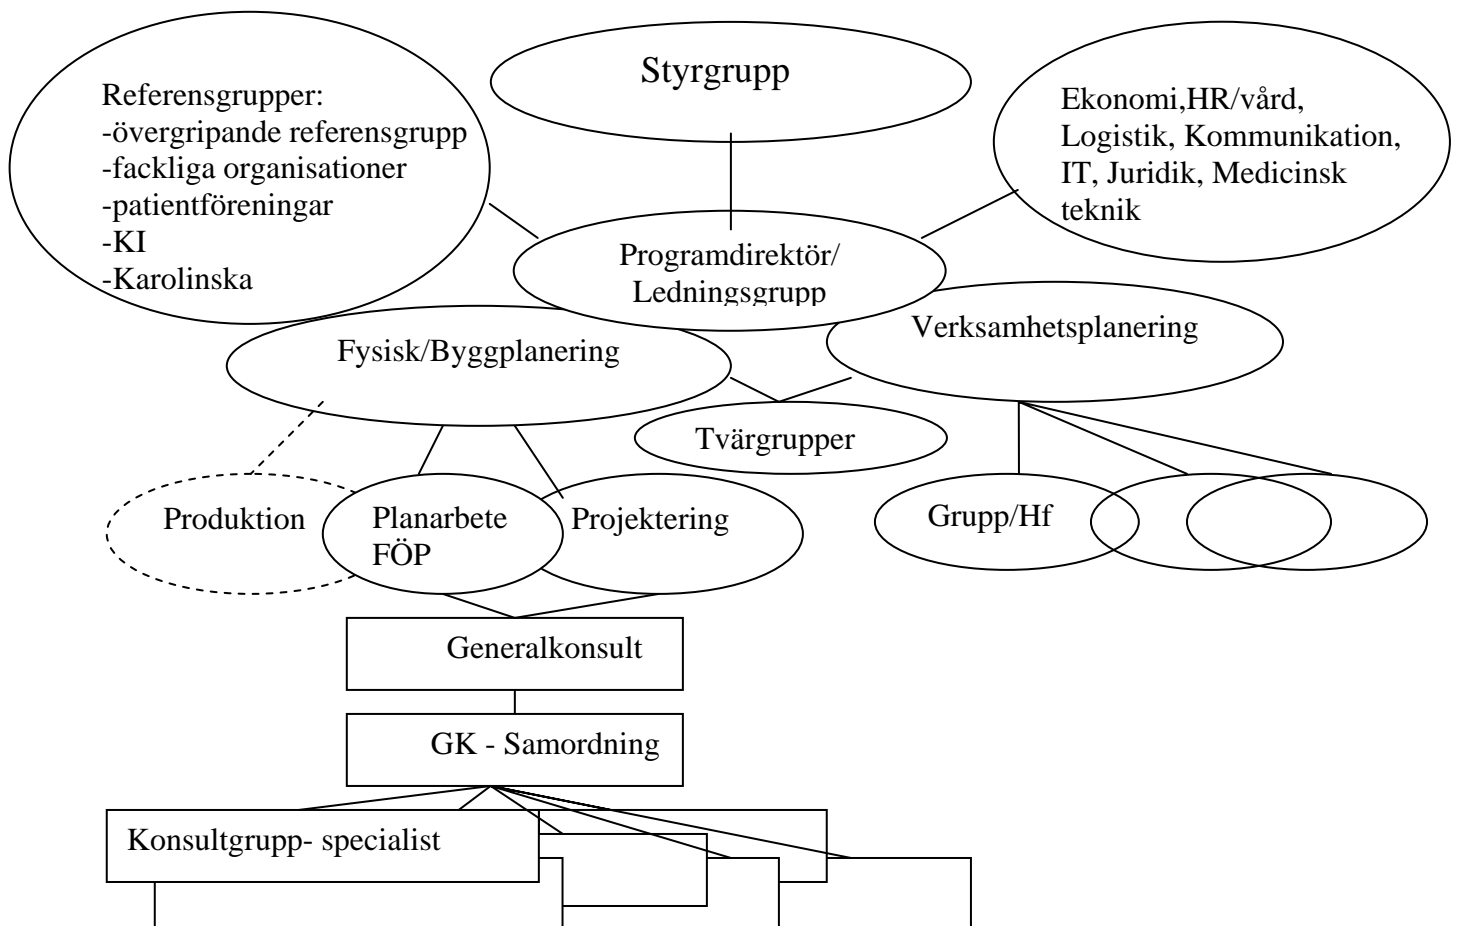 Styrgrupp
Referensgrupper:
-övergripande referensgrupp
-fackliga organisationer
-patientföreningar
-KI
-Karolinska
Ekonomi,HR/vård,
Logistik, Kommunikation,
IT, Juridik, Medicinsk
teknik
Programdirektör/
Ledningsgrupp
Fysisk/Byggplanering
Verksamhetsplanering
Tvärgrupper
Produktion
Planarbete
FÖP
Projektering
Grupp/Hf
Generalkonsult
GK - Samordning
Konsultgrupp- specialist